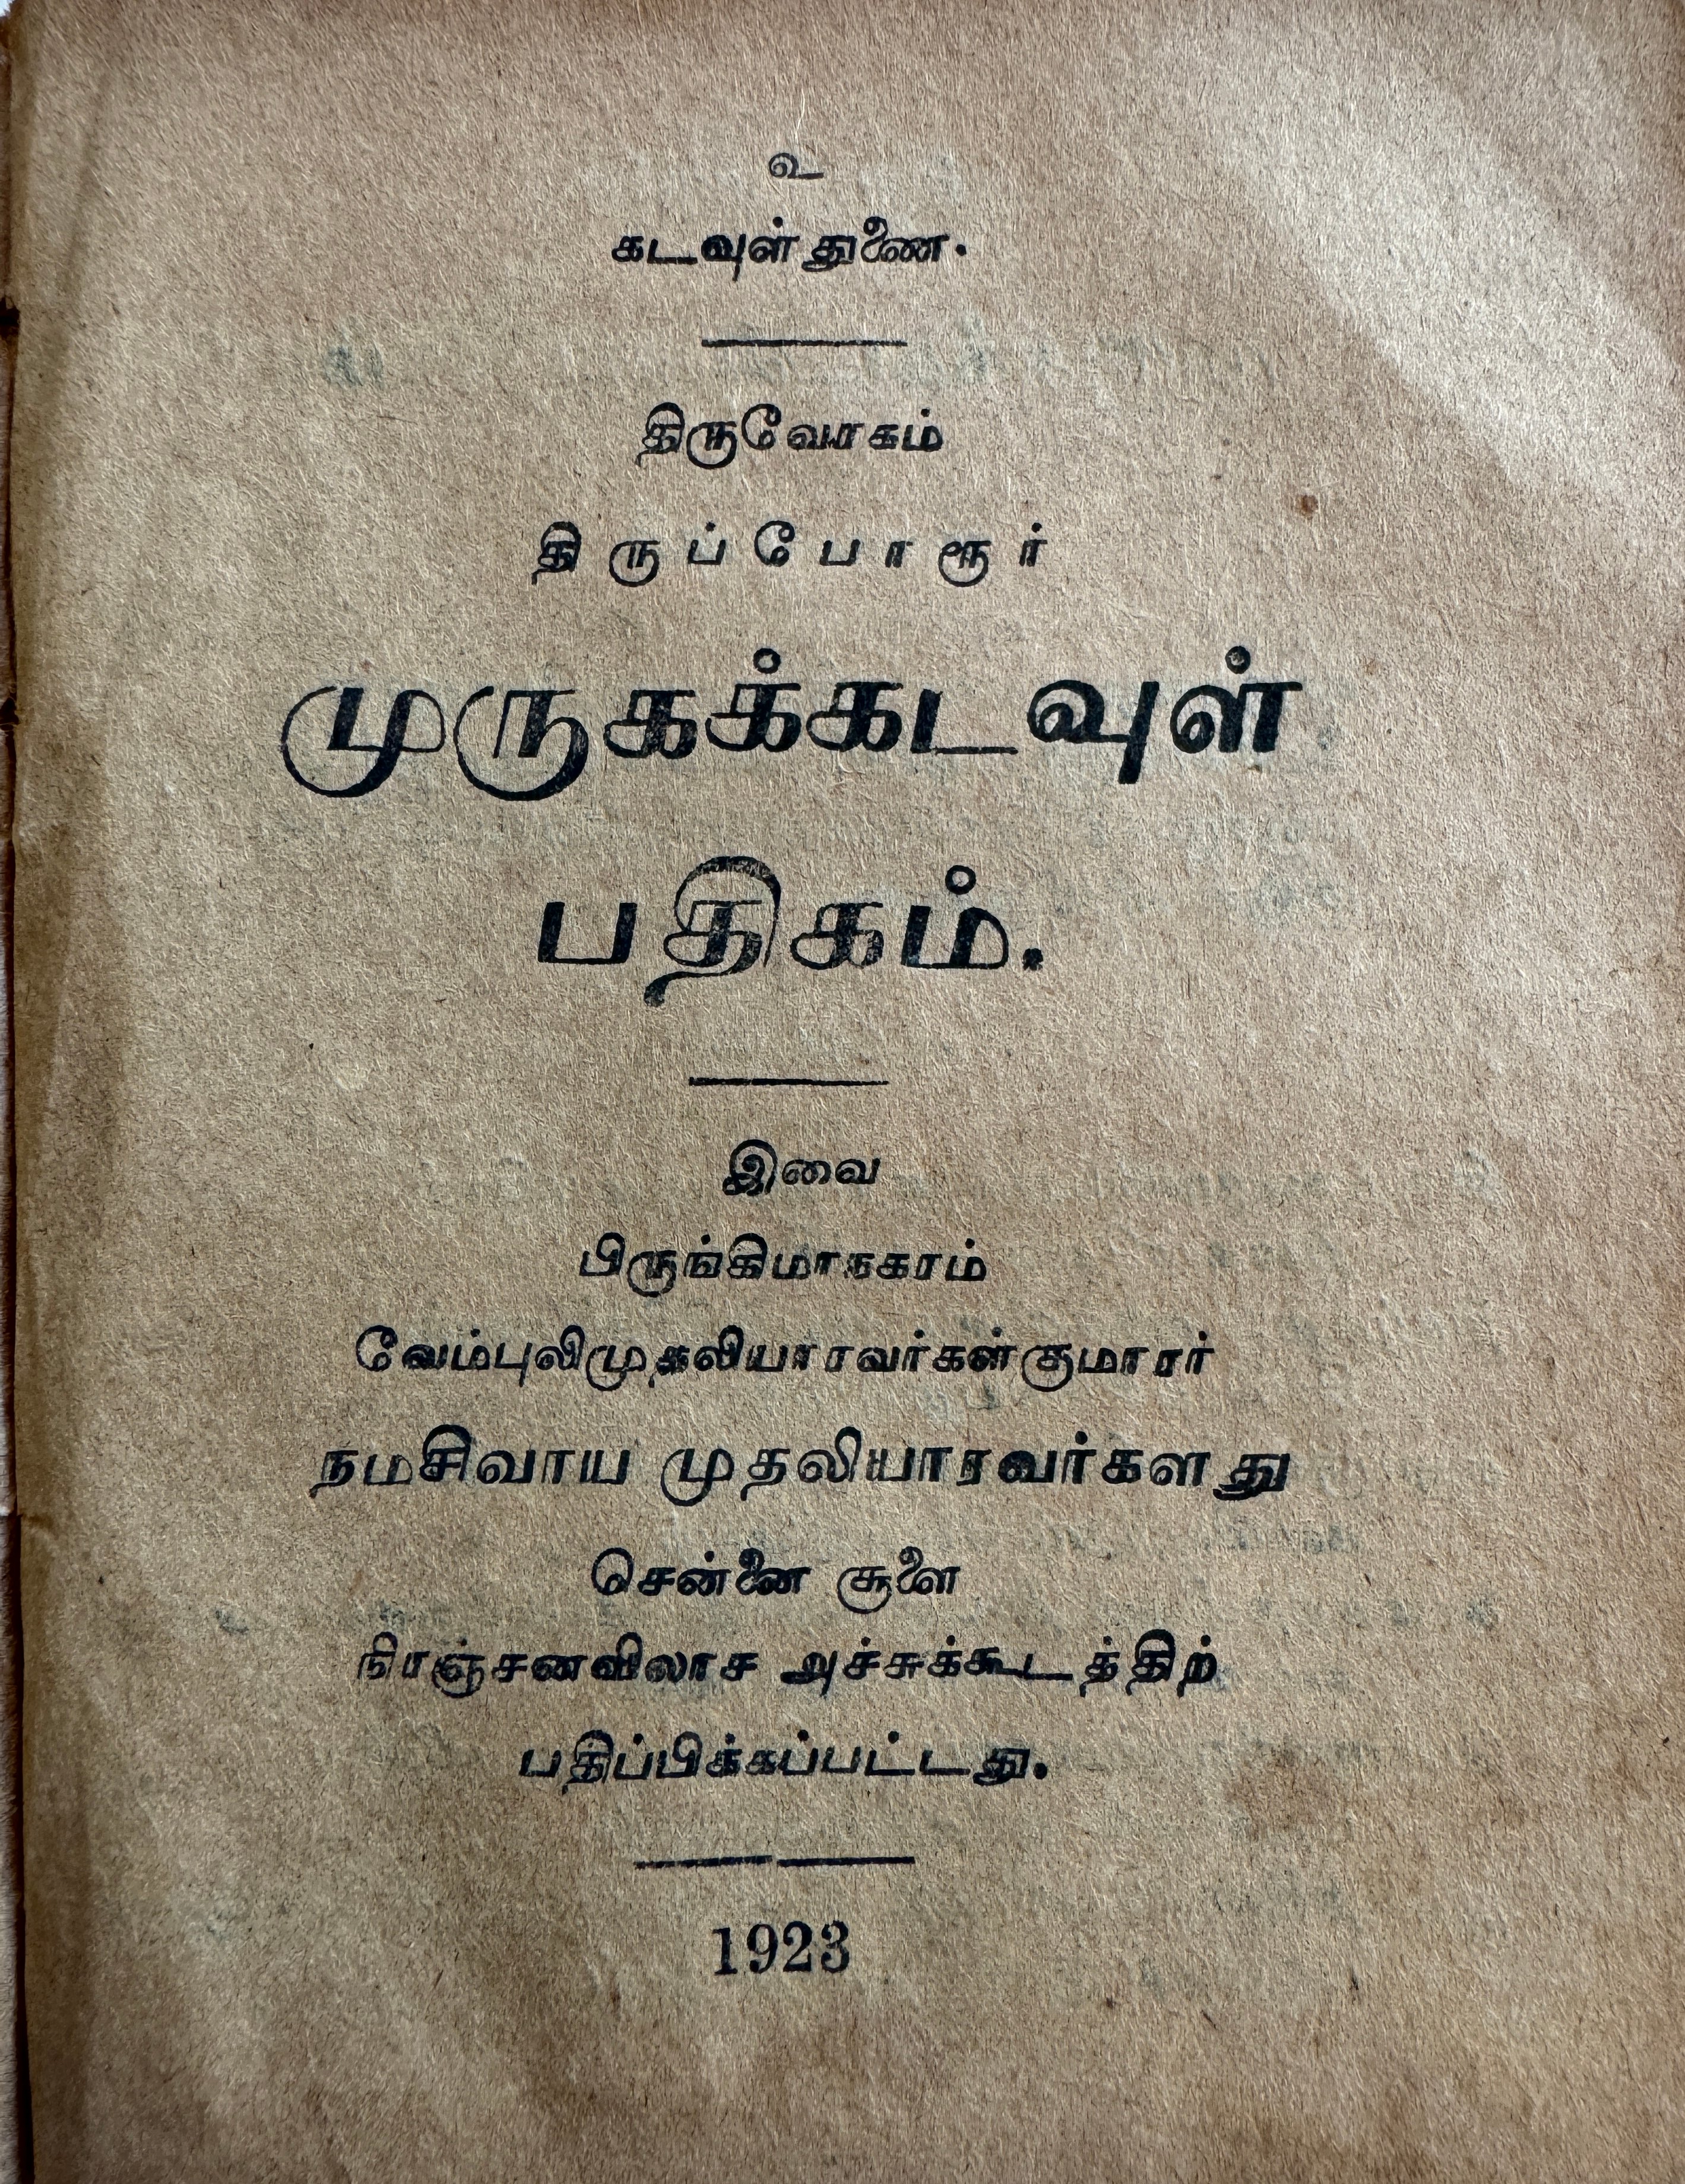 உ
கடவுள் துணை.
திருவோகம்
திருப்போரூர்
முருகக்கடவுள்
பதிகம்.
இவை
பிருங்கிமாநகரம்
வேம்புலிமுதலியாரவர்கள்குமாரர்
நமசிவாய முதலியாரவர்களது
சென்னை சூளை
நிரஞ்சனவிலாச அச்சுக்கூடத்திற்
பதிப்பிக்கப்பட்டது.
1923